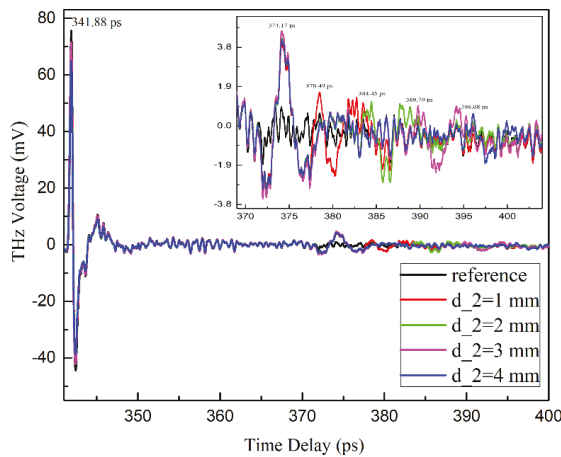 341.88 ps
80
60
40
20
0
-20
-40
THz Voltage (mV)
350
360
370
380
390
400
Time Delay (ps)
374.17 ps
378.49 ps
384.45 ps
389.79 ps
396.08 ps
3.8
1.9
0.0
-1.9
-3.8
370
375
380
385
390
395
400
reference
d_2=1 mm
d_2=2 mm
d_2=3 mm
d_2=4 mm